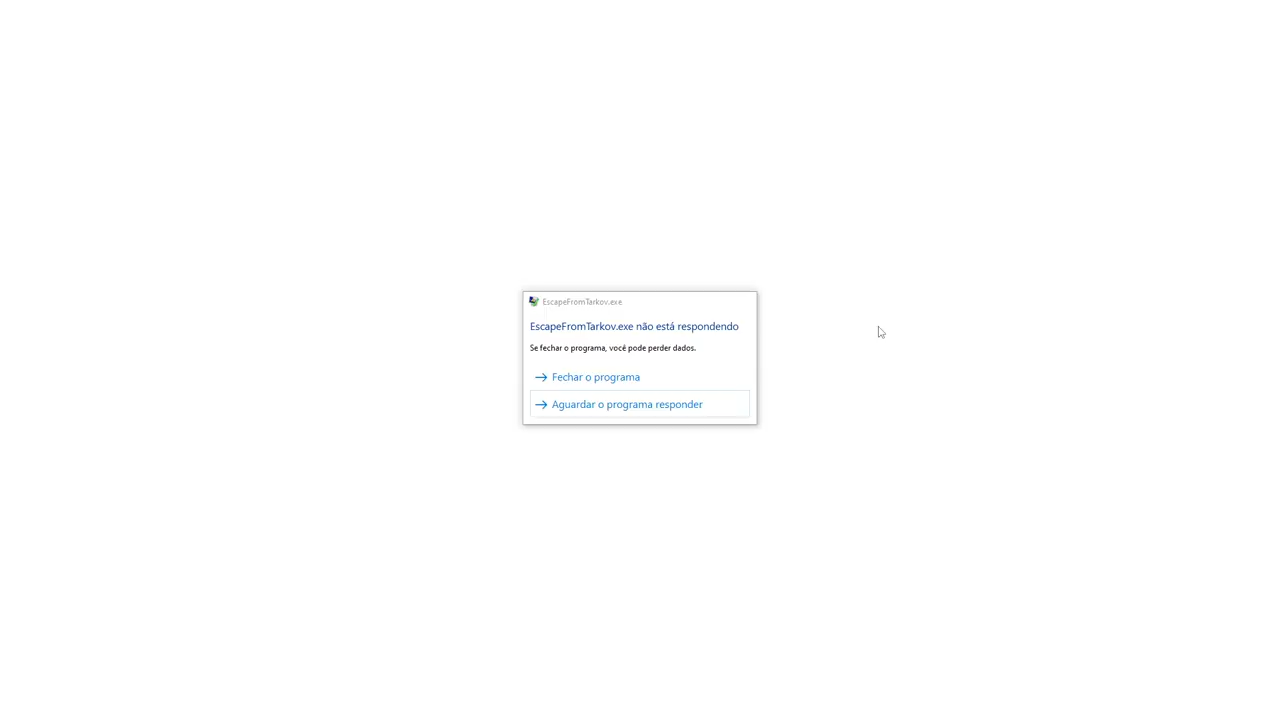 EscapeFromTarkov.exe
EscapeFromTarkov.exe não está respondendo
Se fechar o programa, você pode perder dados.
Fechar o programa
Aguardar o programa responder